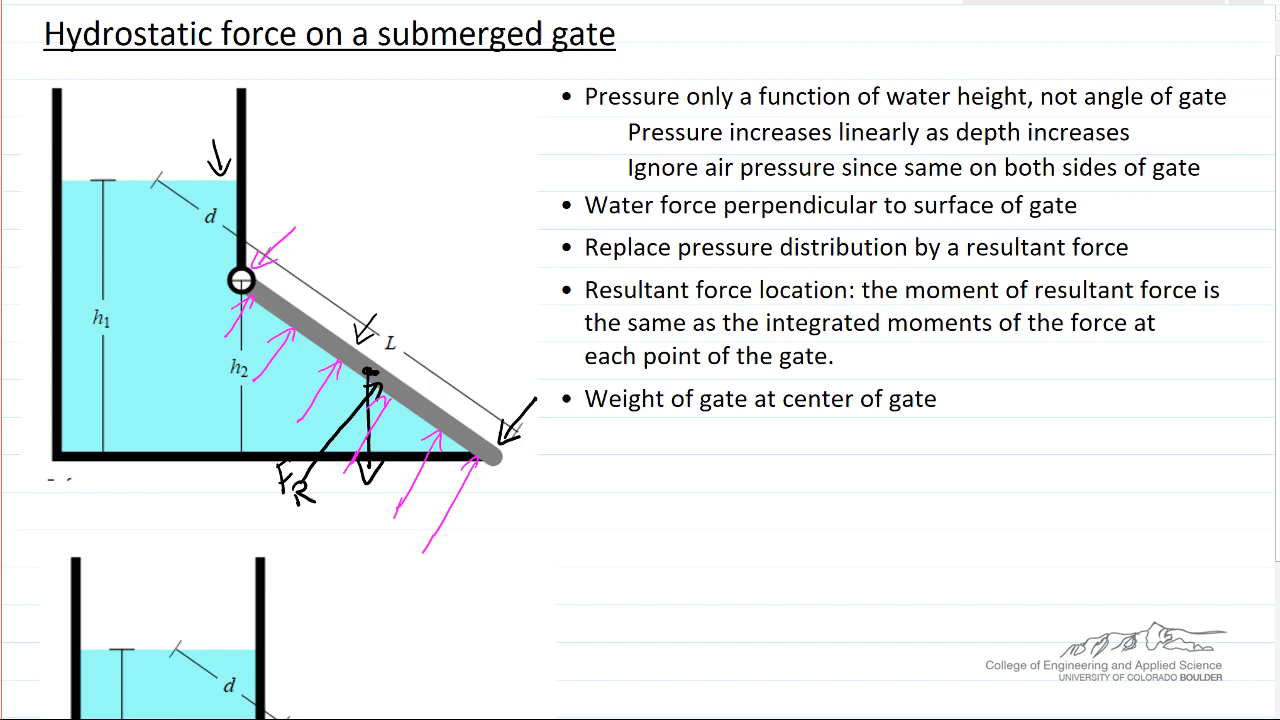 Hydrostatic force on a submerged gate
• Pressure only a function of water height, not angle of gate
Pressure increases linearly as depth increases
Ignore air pressure since same on both sides of gate
• Water force perpendicular to surface of gate
• Replace pressure distribution by a resultant force
• Resultant force location: the moment of resultant force is
the same as the integrated moments of the force at
each point of the gate.
• Weight of gate at center of gate
d
h1
L
h2
FR
d
College of Engineering and Applied Science
UNIVERSITY OF COLORADO BOULDER